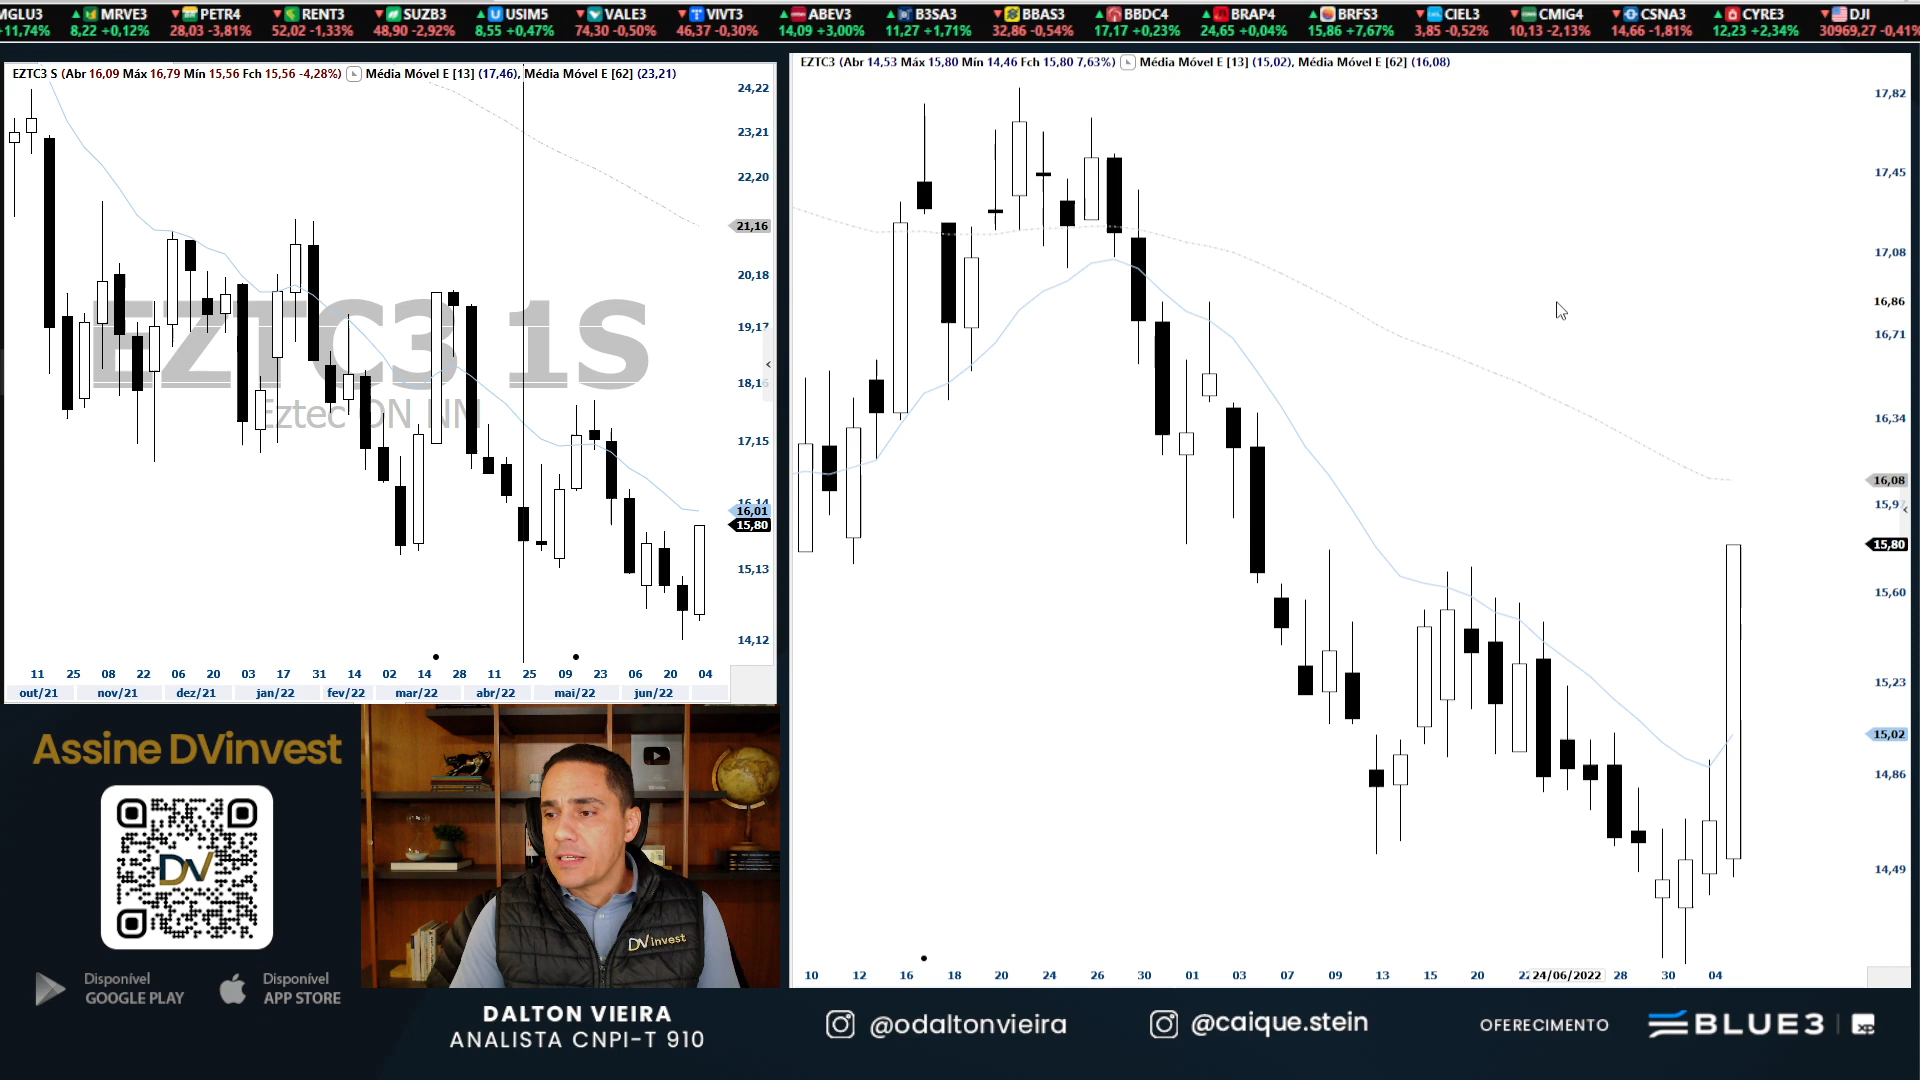 MGLU3 MRVE3 PETR4 RENT3 SUZB3 USIM5 VALE3 VIVT3 ABEV3 B3SA3 BBAS3 BBDC4 BRAP4 BRFS3 CIEL3 CMIG4 CSNA3 CYRE3 DJI
+11,74% 8,22 +0,12% 28,03 -3,81% 52,02 -1,33% 48,90 -2,92% 8,55 +0,47% 74,30 -0,50% 46,37 -0,30% 14,09 +3,00% 11,27 +1,71% 32,86 -0,54% 17,17 +0,23% 24,65 +0,04% 15,86 +7,67% 3,85 -0,52% 10,13 -2,13% 14,66 -1,81% 12,23 +2,34% 30969,27 -0,41%
EZTC3 S (Abr 16,09 Máx 16,79 Mín 15,56 Fch 15,56 -4,28%) Média Móvel E [13] (17,46), Média Móvel E [62] (23,21)
24,22
23,21
22,20
21,16
20,18
19,17
18,16
17,15
16,14
16,01
15,80
15,13
14,12
EZTC3 1S
Eztec ON NM
11 25 08 22 06 20 03 17 31 14 02 14 28 11 25 09 23 06 20 04
out/21 nov/21 dez/21 jan/22 fev/22 mar/22 abr/22 mai/22 jun/22
EZTC3 (Abr 14,53 Máx 15,80 Mín 14,46 Fch 15,80 7,63%) Média Móvel E [13] (15,02), Média Móvel E [62] (16,08)
17,82
17,45
17,08
16,86
16,71
16,34
16,08
15,97
15,80
15,60
15,23
15,02
14,86
14,49
10 12 16 18 20 24 26 30 01 03 07 09 13 15 20 22 24/06/2022 28 30 04
Assine DVinvest
DV
Disponível
GOOGLE PLAY
Disponível
APP STORE
DV invest
DALTON VIEIRA
ANALISTA CNPI-T 910
@odaltonvieira
@caique.stein
OFERECIMENTO
BLUE3
xp